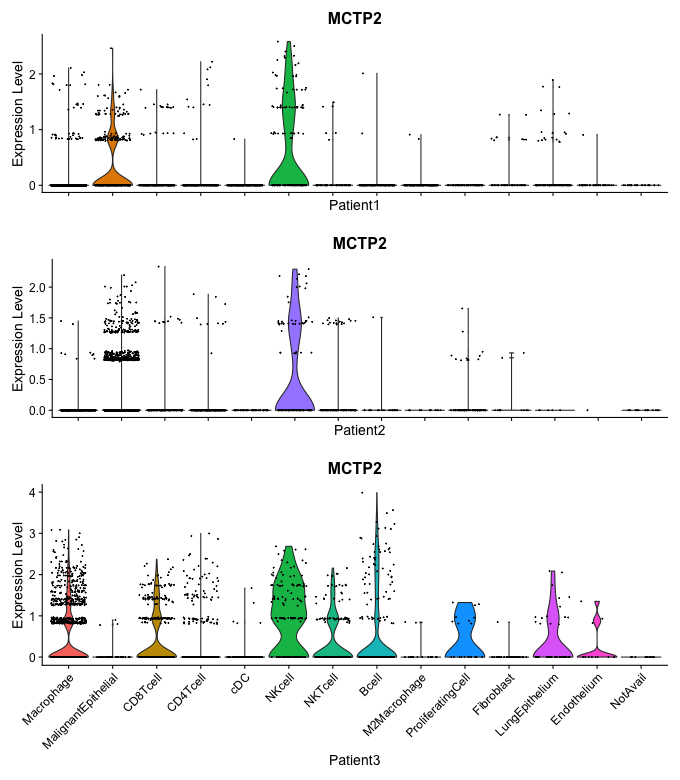 MCTP2
Expression Level
2
1
0
Patient1
MCTP2
Expression Level
2.0
1.5
1.0
0.5
0.0
Patient2
MCTP2
Expression Level
4
3
2
1
0
Macrophage
MalignantEpithelial
CD8Tcell
CD4Tcell
cDC
NKcell
NKTcell
Bcell
M2Macrophage
ProliferatingCell
Fibroblast
LungEpithelium
Endothelium
NotAvail
Patient3